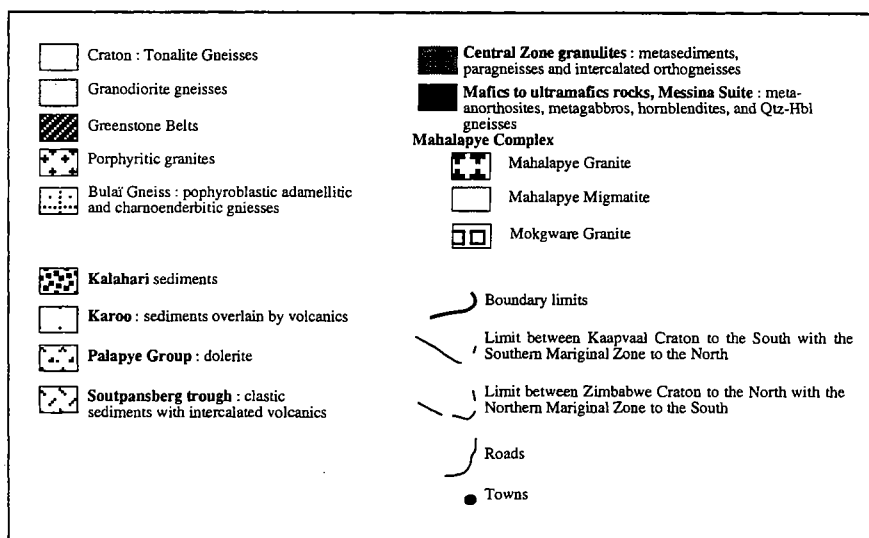 Craton : Tonalite Gneisses
Granodiorite gneisses
Greenstone Belts
Porphyritic granites
Bulaï Gneiss : pophyroblastic adamellitic
and charnoenderbitic gniesses
Kalahari sediments
Karoo : sediments overlain by volcanics
Palapye Group : dolerite
Soutpansberg trough : clastic
sediments with intercalated volcanics
Central Zone granulites : metasediments,
paragneisses and intercalated orthogneisses
Mafics to ultramafics rocks, Messina Suite : meta-
anorthosites, metagabbros, hornblendites, and Qtz-Hbl
gneisses
Mahalapye Complex
Mahalapye Granite
Mahalapye Migmatite
Mokgware Granite
Boundary limits
Limit between Kaapvaal Craton to the South with the
Southern Mariginal Zone to the North
Limit between Zimbabwe Craton to the North with the
Northern Mariginal Zone to the South
Roads
Towns